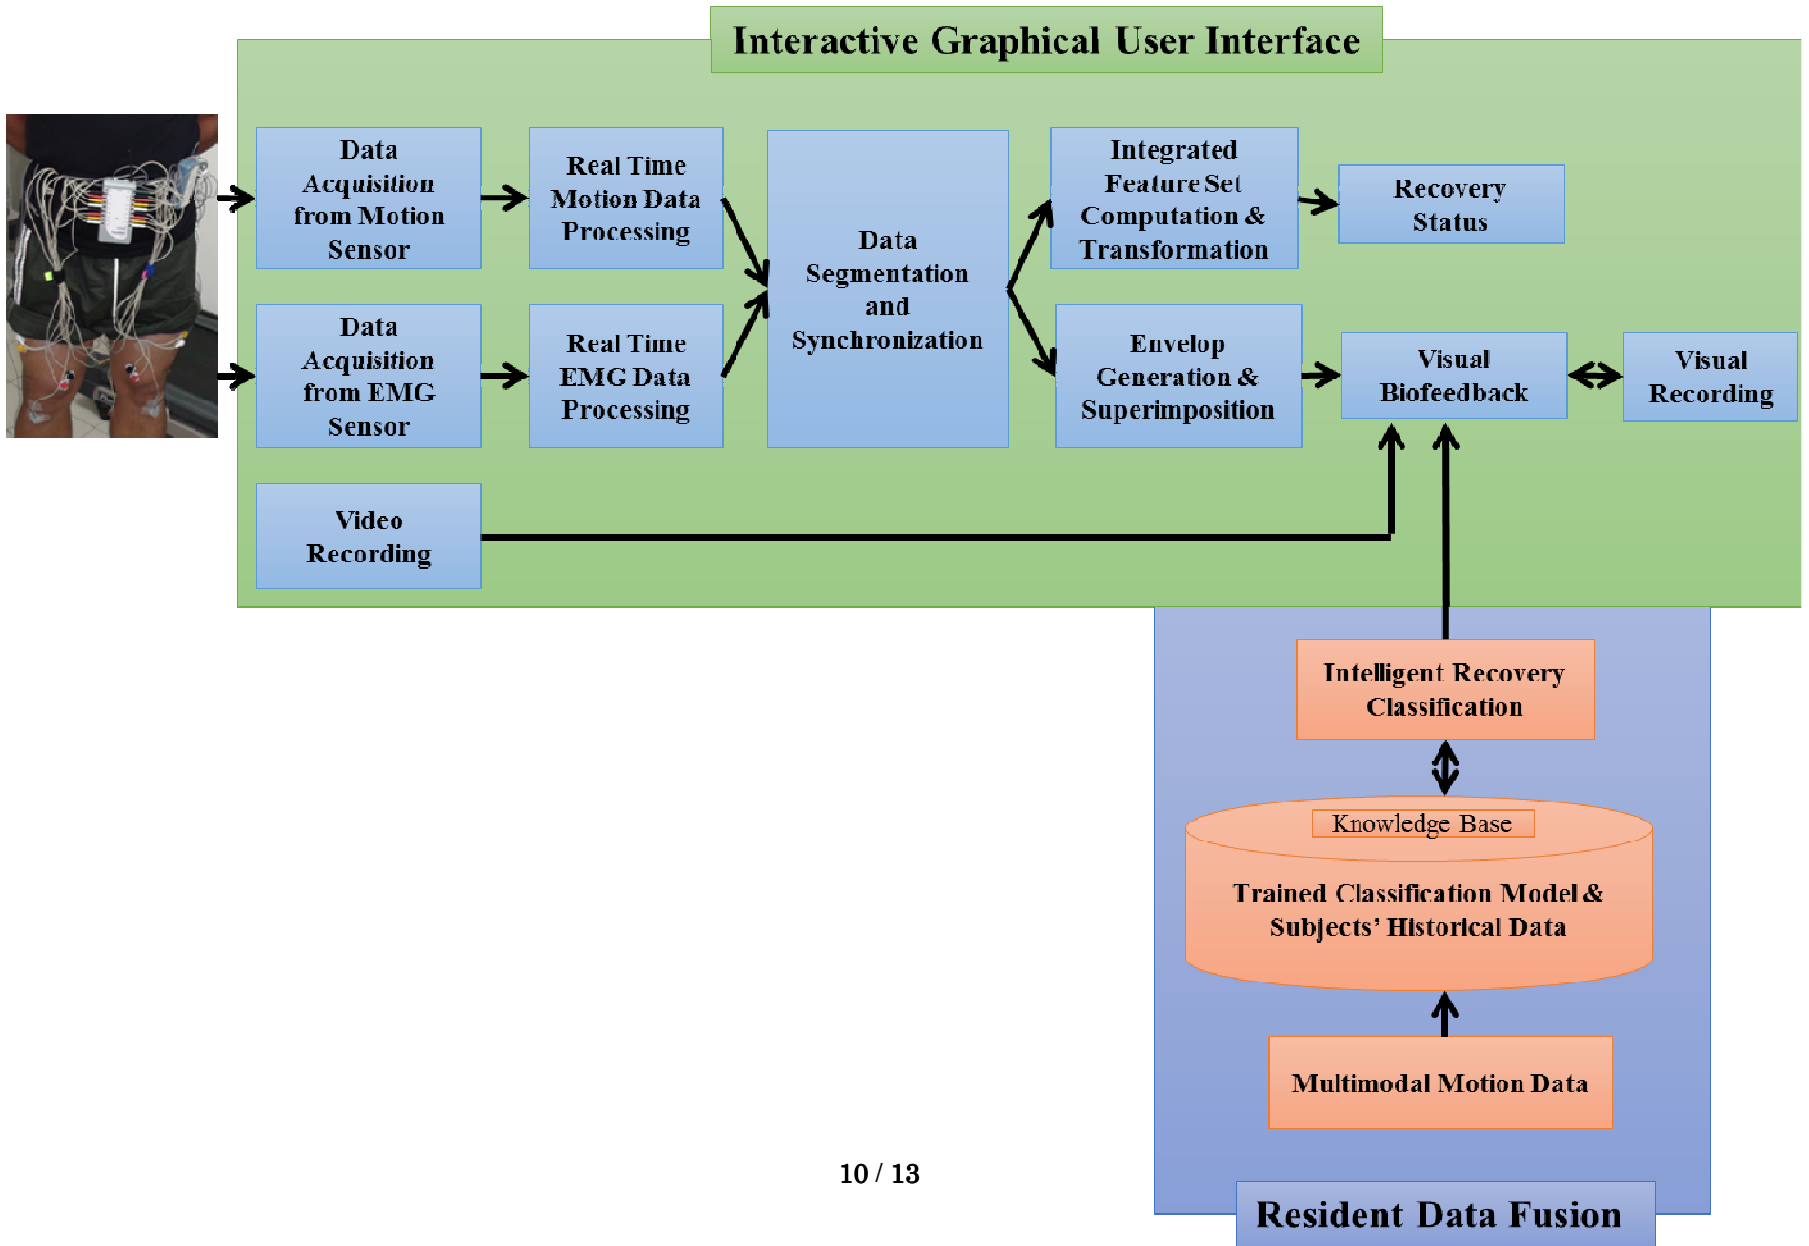 Interactive Graphical User Interface
Data
Acquisition
from Motion
Sensor
Real Time
Motion Data
Processing
Data
Segmentation
and
Synchronization
Integrated
Feature Set
Computation &
Transformation
Recovery
Status
Data
Acquisition
from EMG
Sensor
Real Time
EMG Data
Processing
Envelop
Generation &
Superimposition
Visual
Biofeedback
Visual
Recording
Video
Recording
Intelligent Recovery
Classification
Knowledge Base
Trained Classification Model &
Subjects’ Historical Data
Multimodal Motion Data
10 / 13
Resident Data Fusion